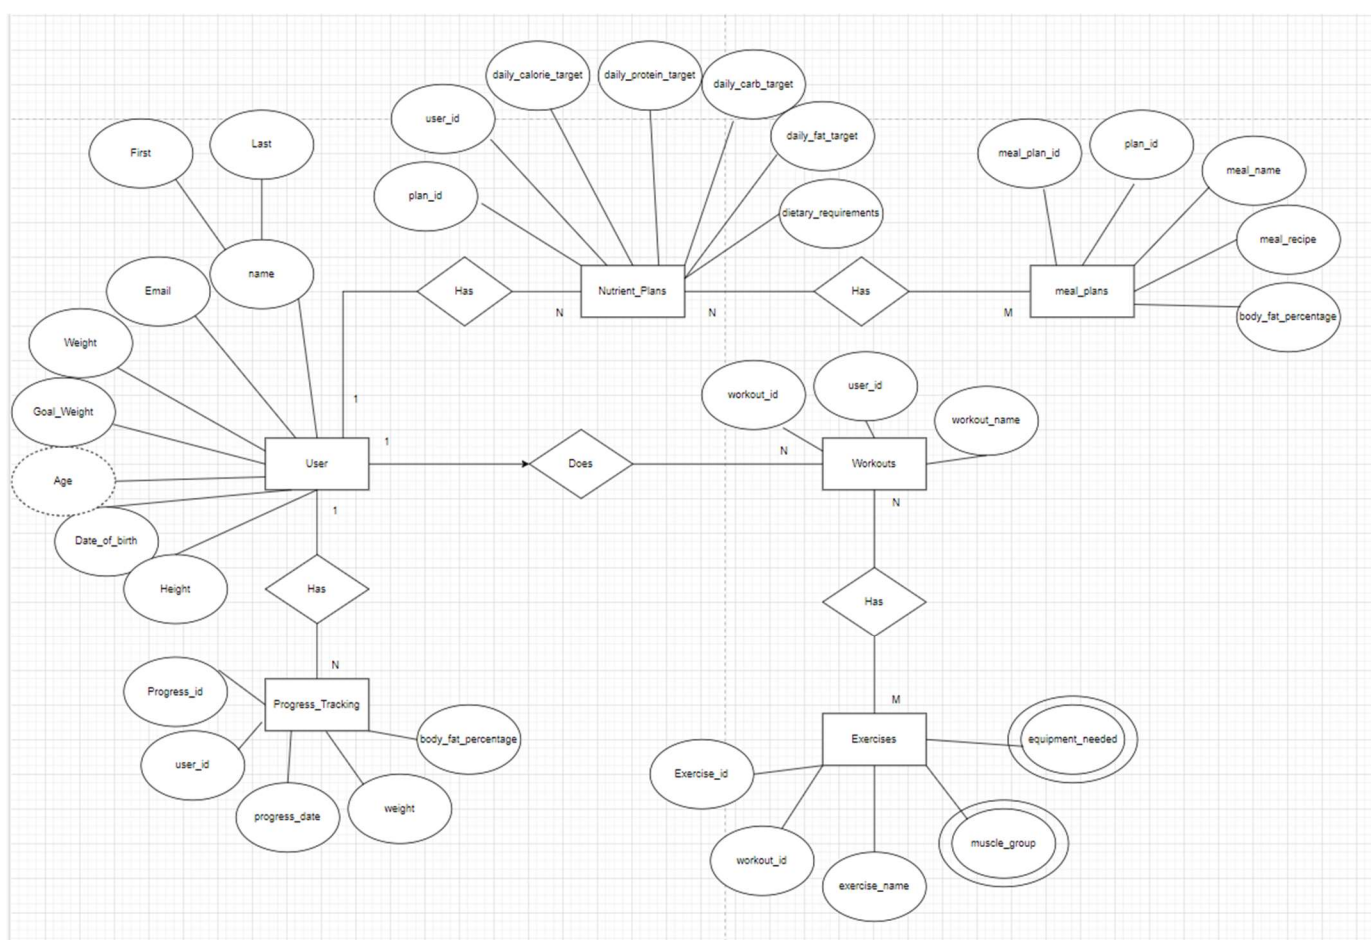 daily_calorie_target
daily_protein_target
daily_carb_target
user_id
daily_fat_target
First
Last
plan_id
dietary_requirements
meal_plan_id
plan_id
meal_name
meal_recipe
body_fat_percentage
name
Email
Has
N
Nutrient_Plans
N
Has
M
meal_plans
Weight
Goal_Weight
Age
Date_of_birth
Height
1
1
User
1
Does
N
workout_id
user_id
workout_name
Workouts
N
Has
N
Has
M
Progress_id
Progress_Tracking
body_fat_percentage
user_id
progress_date
weight
Exercises
equipment_needed
Exercise_id
workout_id
exercise_name
muscle_group